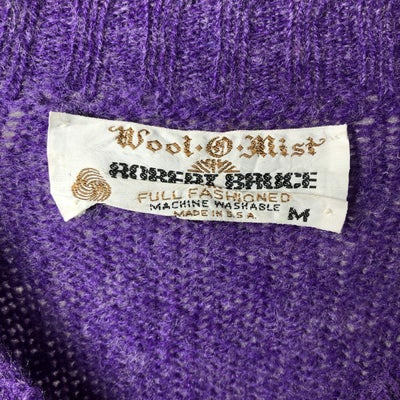 Wool·O·Mist
ROBERT BRUCE
FULL FASHIONED
MACHINE WASHABLE
MADE IN U.S.A. M